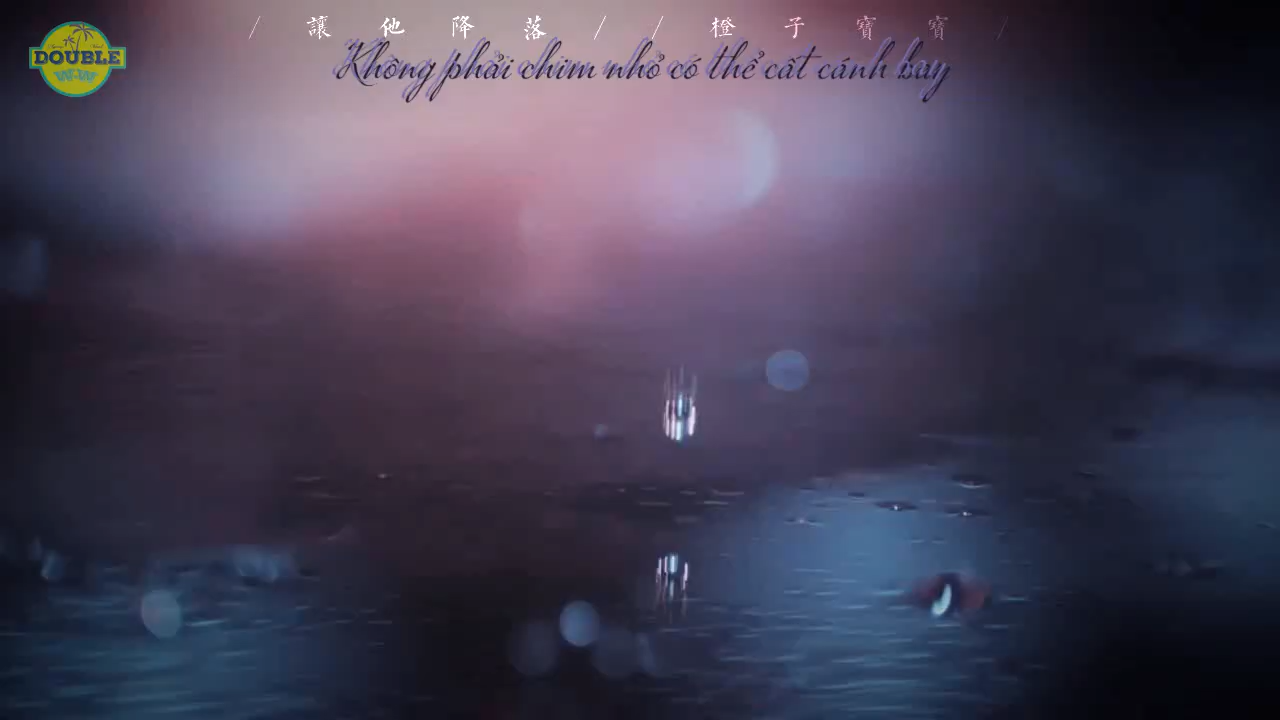 / 讓他降落 / / 橙子寶寶 /
Không phải chim nhỏ có thể cất cánh bay
DOUBLE
W-W